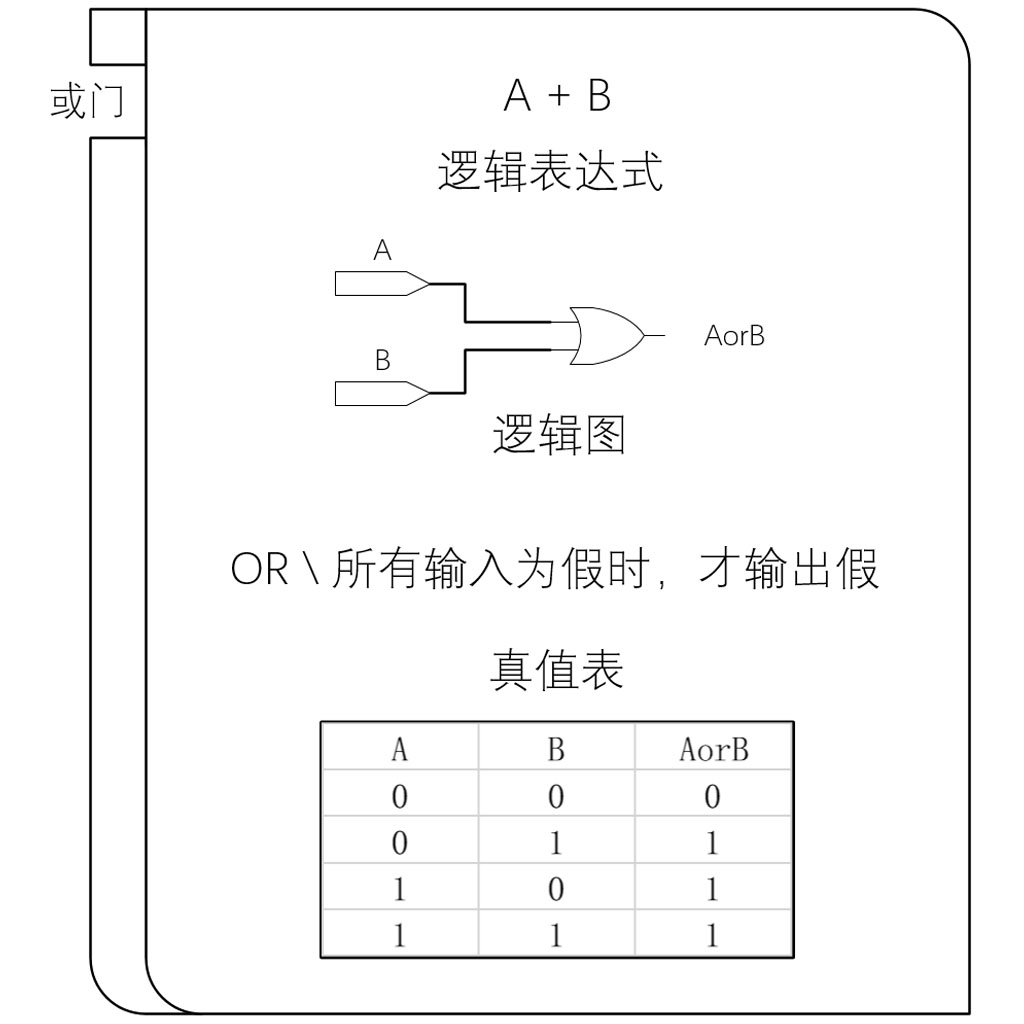 或门
A + B
逻辑表达式
A
B
AorB
逻辑图
OR \ 所有输入为假时，才输出假
真值表
A B AorB
0 0 0
0 1 1
1 0 1
1 1 1